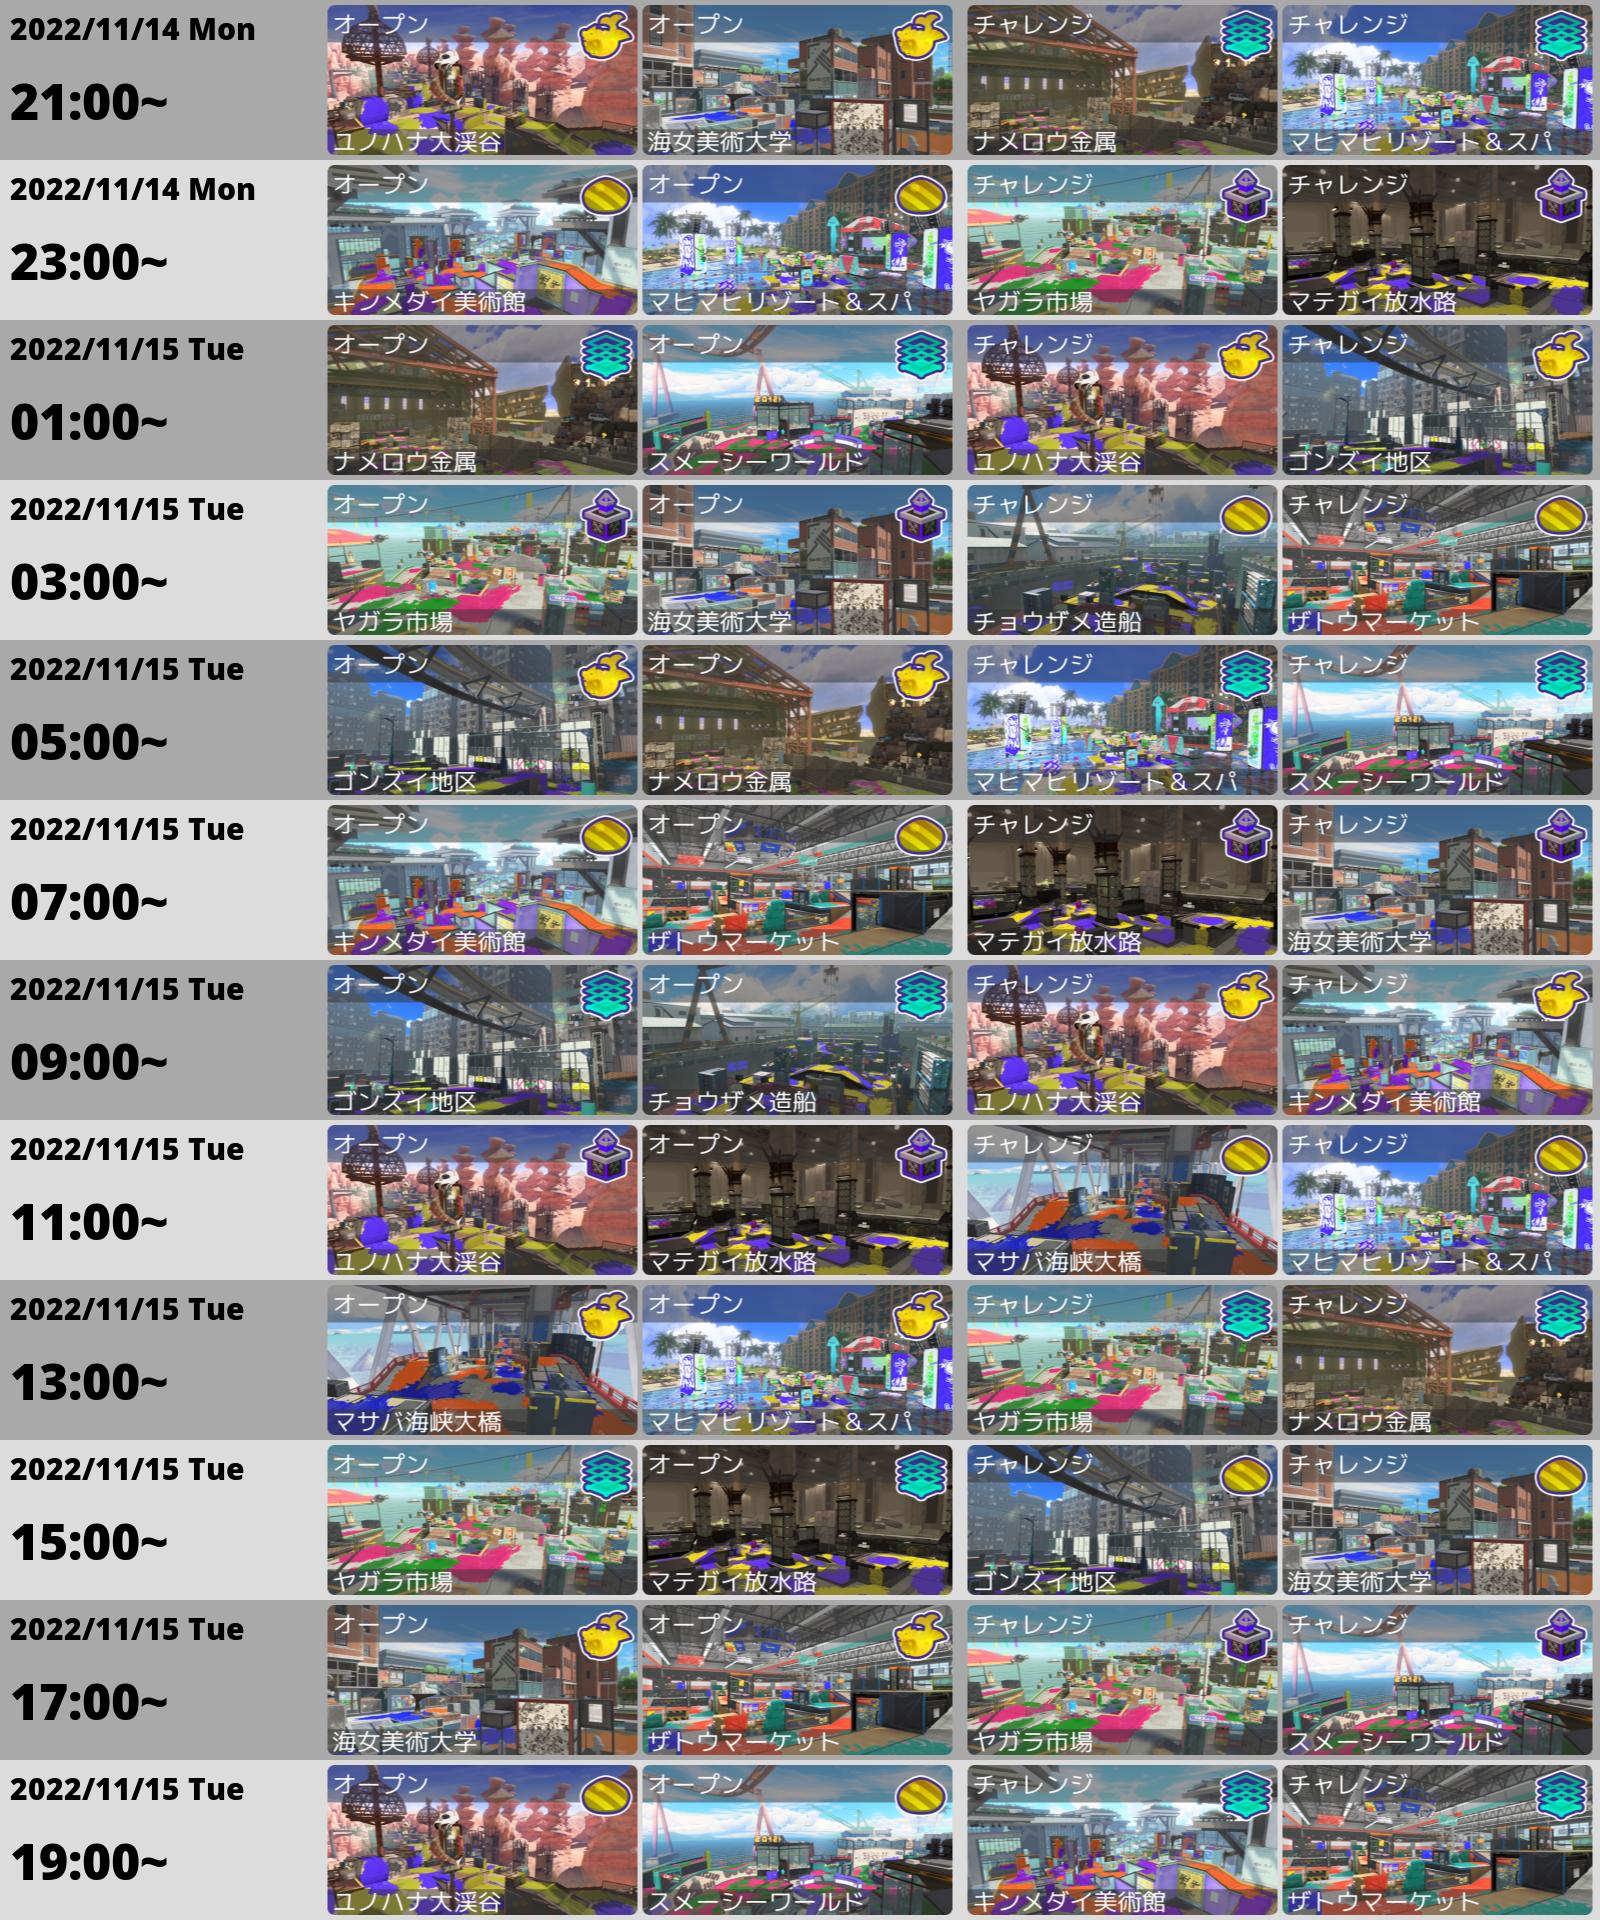 2022/11/14 Mon
21:00~
オープン
ユノハナ大渓谷
オープン
海女美術大学
チャレンジ
ナメロウ金属
チャレンジ
マヒマヒリゾート＆スパ
2022/11/14 Mon
23:00~
オープン
キンメダイ美術館
オープン
マヒマヒリゾート＆スパ
チャレンジ
ヤガラ市場
チャレンジ
マテガイ放水路
2022/11/15 Tue
01:00~
オープン
ナメロウ金属
オープン
スメーシーワールド
チャレンジ
ユノハナ大渓谷
チャレンジ
ゴンズイ地区
2022/11/15 Tue
03:00~
オープン
ヤガラ市場
オープン
海女美術大学
チャレンジ
チョウザメ造船
チャレンジ
ザトウマーケット
2022/11/15 Tue
05:00~
オープン
ゴンズイ地区
オープン
ナメロウ金属
チャレンジ
マヒマヒリゾート＆スパ
チャレンジ
スメーシーワールド
2022/11/15 Tue
07:00~
オープン
キンメダイ美術館
オープン
ザトウマーケット
チャレンジ
マテガイ放水路
チャレンジ
海女美術大学
2022/11/15 Tue
09:00~
オープン
ゴンズイ地区
オープン
チョウザメ造船
チャレンジ
ユノハナ大渓谷
チャレンジ
キンメダイ美術館
2022/11/15 Tue
11:00~
オープン
ユノハナ大渓谷
オープン
マテガイ放水路
チャレンジ
マサバ海峡大橋
チャレンジ
マヒマヒリゾート＆スパ
2022/11/15 Tue
13:00~
オープン
マサバ海峡大橋
オープン
マヒマヒリゾート＆スパ
チャレンジ
ヤガラ市場
チャレンジ
ナメロウ金属
2022/11/15 Tue
15:00~
オープン
ヤガラ市場
オープン
マテガイ放水路
チャレンジ
ゴンズイ地区
チャレンジ
海女美術大学
2022/11/15 Tue
17:00~
オープン
海女美術大学
オープン
ザトウマーケット
チャレンジ
ヤガラ市場
チャレンジ
スメーシーワールド
2022/11/15 Tue
19:00~
オープン
ユノハナ大渓谷
オープン
スメーシーワールド
チャレンジ
キンメダイ美術館
チャレンジ
ザトウマーケット